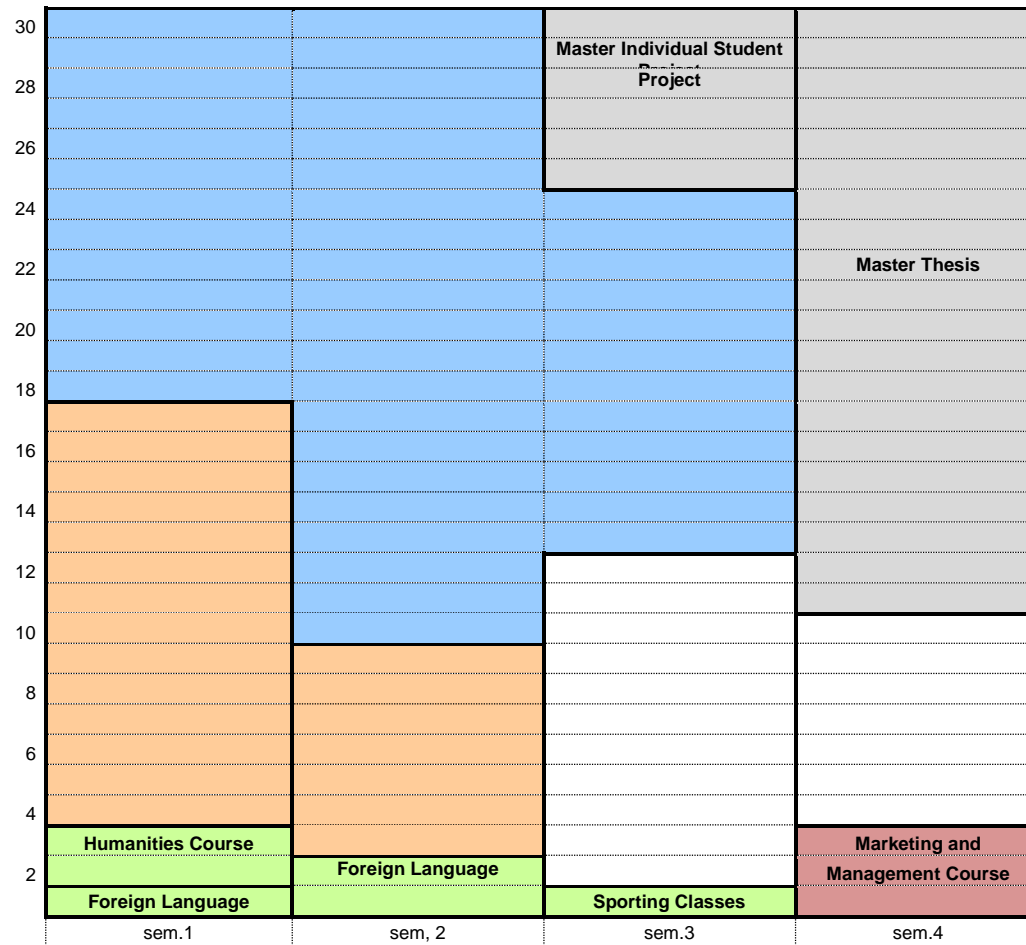 30
Master Individual Student
Project
Project
28
26
24
22
Master Thesis
20
18
16
14
12
10
8
6
4
Humanities Course
Marketing and
2
Foreign Language
Management Course
Foreign Language
Sporting Classes
sem.1
sem, 2
sem.3
sem.4